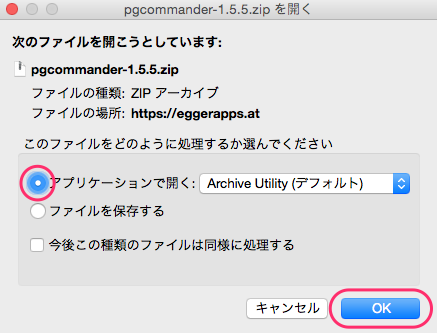 pgcommander-1.5.5.zip を開く
次のファイルを開こうとしています:
pgcommander-1.5.5.zip
ファイルの種類: ZIP アーカイブ
ファイルの場所: https://eggerapps.at
このファイルをどのように処理するか選んでください
アプリケーションで開く: Archive Utility (デフォルト)
ファイルを保存する
今後この種類のファイルは同様に処理する
キャンセル OK